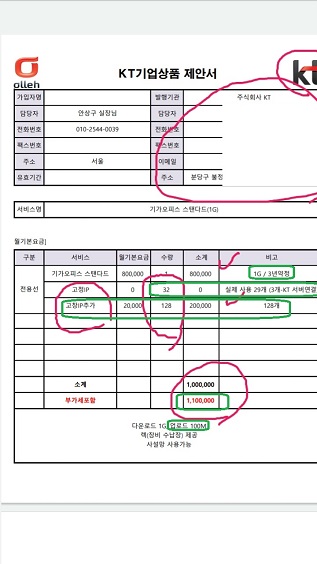 olleh
KT기업상품 제안서
kt
가입자명 발행기관 주식회사 KT
담당자 안상구 실장님 담당자
전화번호 010-2544-0039 전화번호
팩스번호 팩스번호
주소 서울 이메일
유효기간 주소 분당구 불정
서비스명 기가오피스 스탠다드(1G)
월기본요금]
구분 서비스 월기본요금 수량 소계 비고
기가오피스 스탠다드 800,000 1 800,000 1G / 3년약정
전용선 고정IP 0 32 0 실제 사용 29개 (3개-KT 서버연결
고정IP추가 20,000 128 200,000 128개
소계 1,000,000
부가세포함 1,100,000
다운로드 1G, 업로드 100M
랙(장비 수납장) 제공
사설망 사용가능